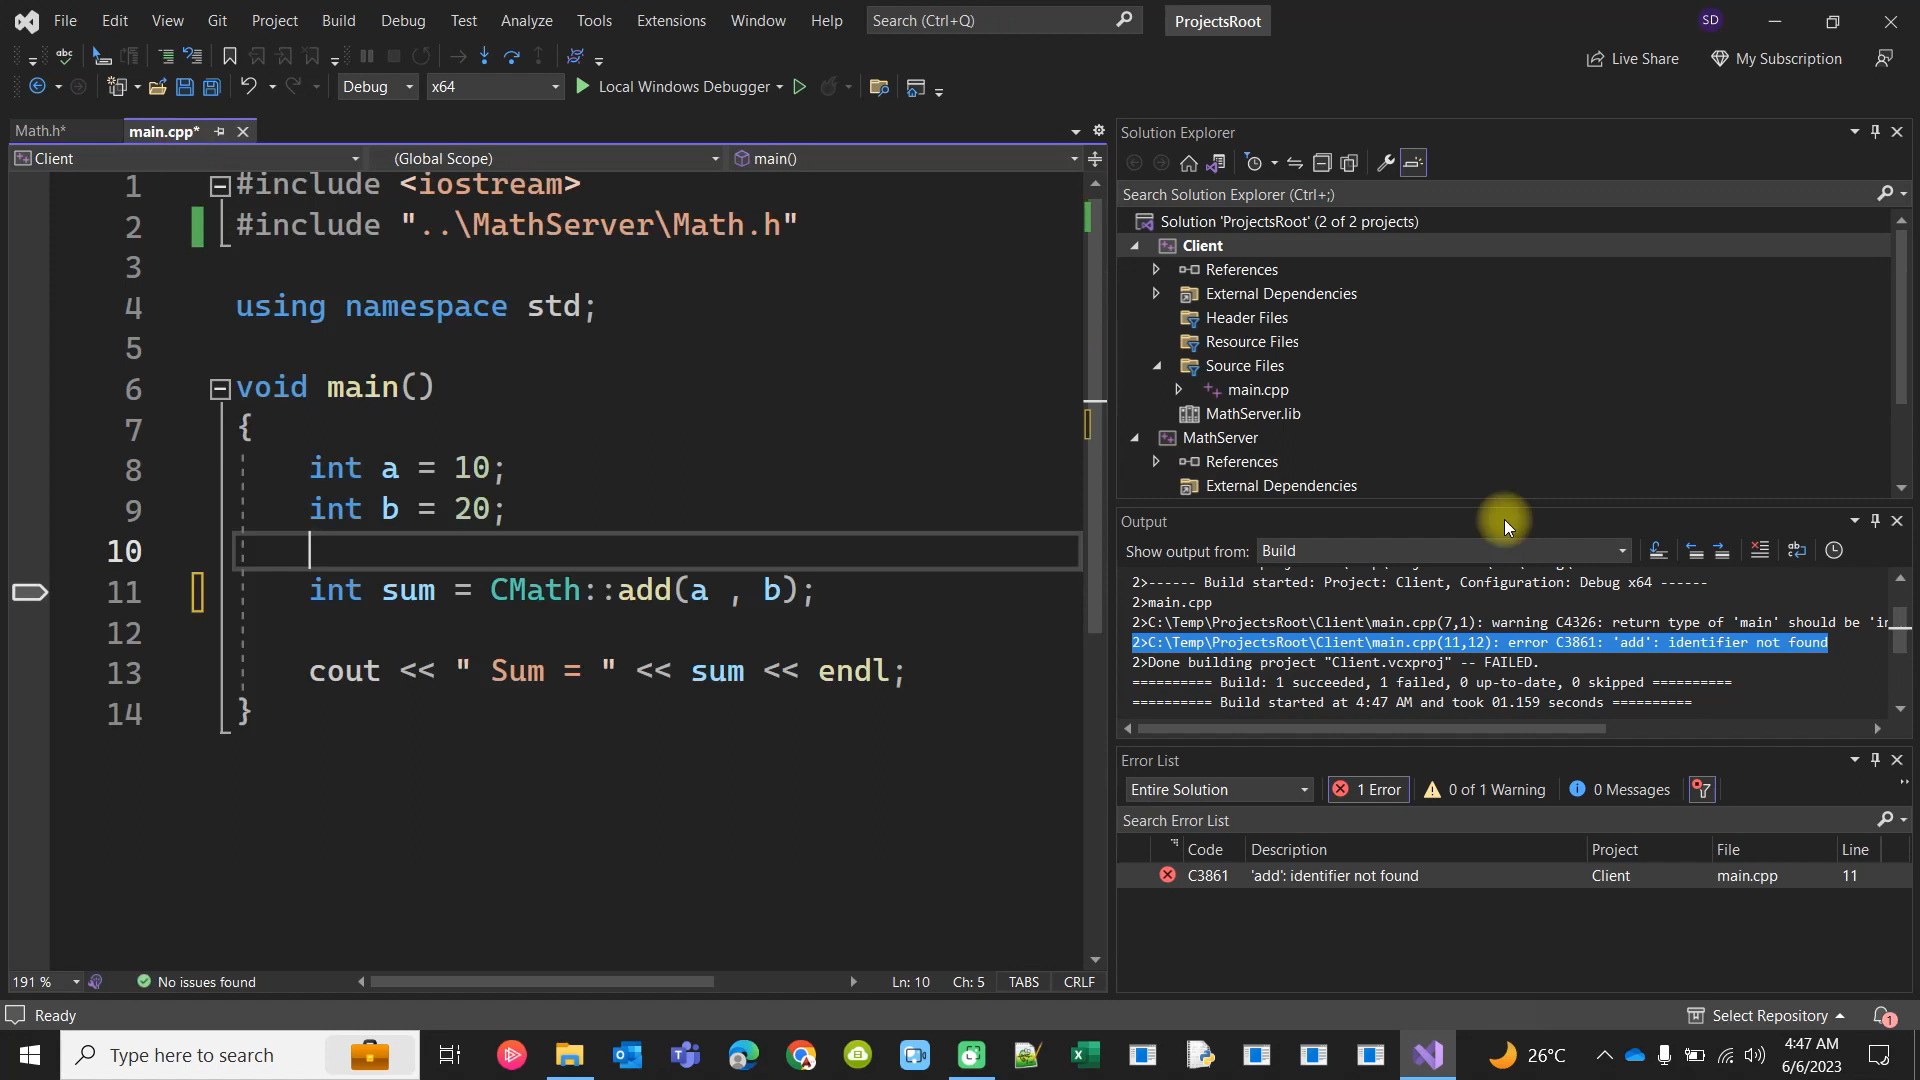 File Edit View Git Project Build Debug Test Analyze Tools Extensions Window Help Search (Ctrl+Q) ProjectsRoot SD
Live Share My Subscription
Debug x64 Local Windows Debugger
Math.h* main.cpp*
Client (Global Scope) main()
1 #include <iostream>
2 #include "..\MathServer\Math.h"
3
4 using namespace std;
5
6 void main()
7 {
8 int a = 10;
9 int b = 20;
10
11 int sum = CMath::add(a , b);
12
13 cout << " Sum = " << sum << endl;
14 }
191 % No issues found Ln: 10 Ch: 5 TABS CRLF
Solution Explorer
Search Solution Explorer (Ctrl+;)
Solution 'ProjectsRoot' (2 of 2 projects)
Client
References
External Dependencies
Header Files
Resource Files
Source Files
main.cpp
MathServer.lib
MathServer
References
External Dependencies
Output
Show output from: Build
2>------ Build started: Project: Client, Configuration: Debug x64 ------
2>main.cpp
2>C:\Temp\ProjectsRoot\Client\main.cpp(7,1): warning C4326: return type of 'main' should be
2>C:\Temp\ProjectsRoot\Client\main.cpp(11,12): error C3861: 'add': identifier not found
2>Done building project "Client.vcxproj" -- FAILED.
========== Build: 1 succeeded, 1 failed, 0 up-to-date, 0 skipped ==========
========== Build started at 4:47 AM and took 01.159 seconds ==========
Error List
Entire Solution 1 Error 0 of 1 Warning 0 Messages
Search Error List
Code Description Project File Line
C3861 'add': identifier not found Client main.cpp 11
Ready Select Repository 1
Type here to search 26°C 4:47 AM
6/6/2023